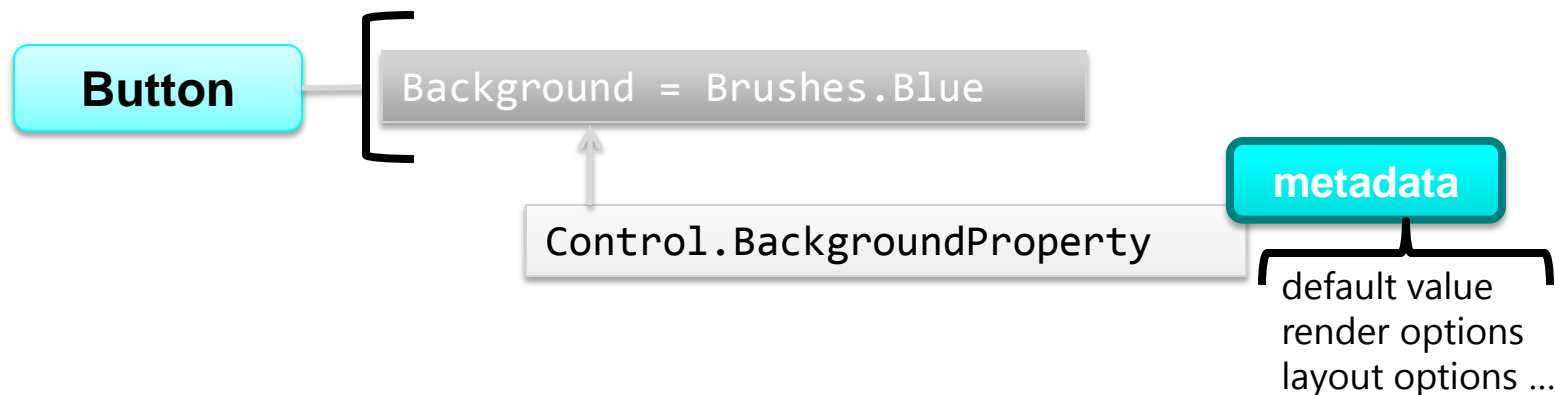 Button
Background = Brushes.Blue
metadata
Control.BackgroundProperty
default value
render options
layout options …